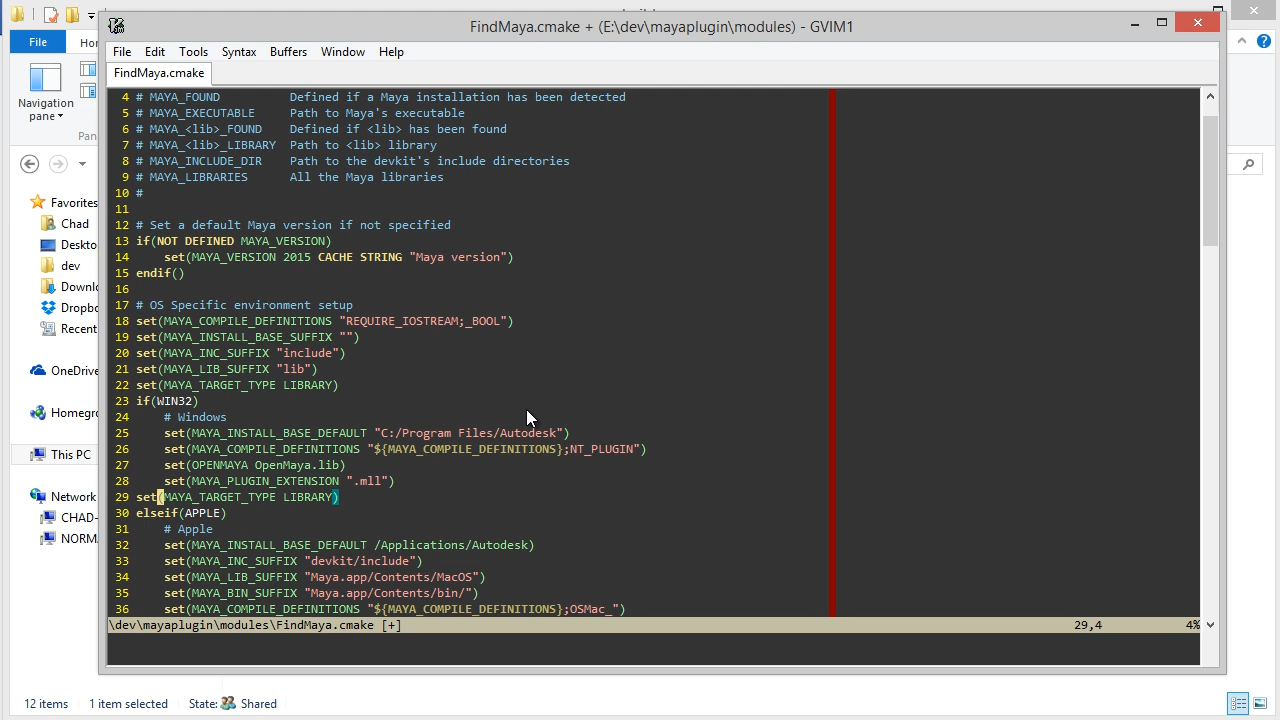 FindMaya.cmake + (E:\dev\mayaplugin\modules) - GVIM1
File
File Edit Tools Syntax Buffers Window Help
FindMaya.cmake
Navigation
pane
Favorites
Chad
dev
OneDrive
This PC
Network
4 # MAYA_FOUND          Defined if a Maya installation has been detected
5 # MAYA_EXECUTABLE     Path to Maya's executable
6 # MAYA_<lib>_FOUND    Defined if <lib> has been found
7 # MAYA_<lib>_LIBRARY  Path to <lib> library
8 # MAYA_INCLUDE_DIR    Path to the devkit's include directories
9 # MAYA_LIBRARIES      All the Maya libraries
10 #
11
12 # Set a default Maya version if not specified
13 if(NOT DEFINED MAYA_VERSION)
14     set(MAYA_VERSION 2015 CACHE STRING "Maya version")
15 endif()
16
17 # OS Specific environment setup
18 set(MAYA_COMPILE_DEFINITIONS "REQUIRE_IOSTREAM;_BOOL")
19 set(MAYA_INSTALL_BASE_SUFFIX "")
20 set(MAYA_INC_SUFFIX "include")
21 set(MAYA_LIB_SUFFIX "lib")
22 set(MAYA_TARGET_TYPE LIBRARY)
23 if(WIN32)
24     # Windows
25     set(MAYA_INSTALL_BASE_DEFAULT "C:/Program Files/Autodesk")
26     set(MAYA_COMPILE_DEFINITIONS "${MAYA_COMPILE_DEFINITIONS};NT_PLUGIN")
27     set(OPENMAYA OpenMaya.lib)
28     set(MAYA_PLUGIN_EXTENSION ".mll")
29 set(MAYA_TARGET_TYPE LIBRARY)
30 elseif(APPLE)
31     # Apple
32     set(MAYA_INSTALL_BASE_DEFAULT /Applications/Autodesk)
33     set(MAYA_INC_SUFFIX "devkit/include")
34     set(MAYA_LIB_SUFFIX "Maya.app/Contents/MacOS")
35     set(MAYA_BIN_SUFFIX "Maya.app/Contents/bin/")
36     set(MAYA_COMPILE_DEFINITIONS "${MAYA_COMPILE_DEFINITIONS};OSMac_")
\dev\mayaplugin\modules\FindMaya.cmake [+] 29,4 4%
12 items 1 item selected State: Shared